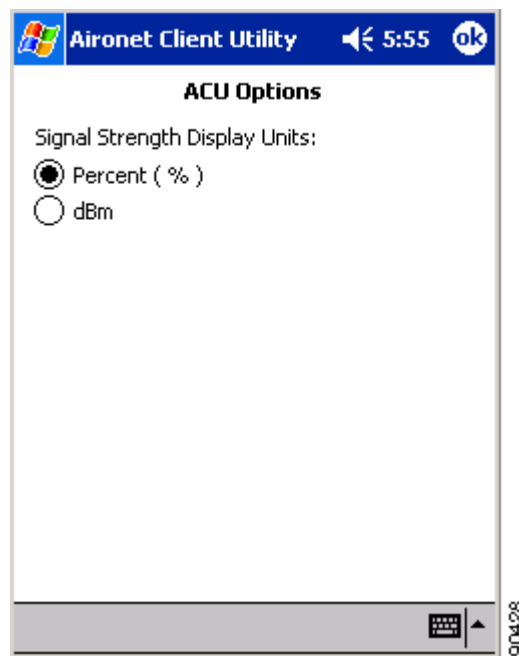 Aironet Client Utility 5:55 ok
ACU Options
Signal Strength Display Units:
Percent ( % )
dBm
90428